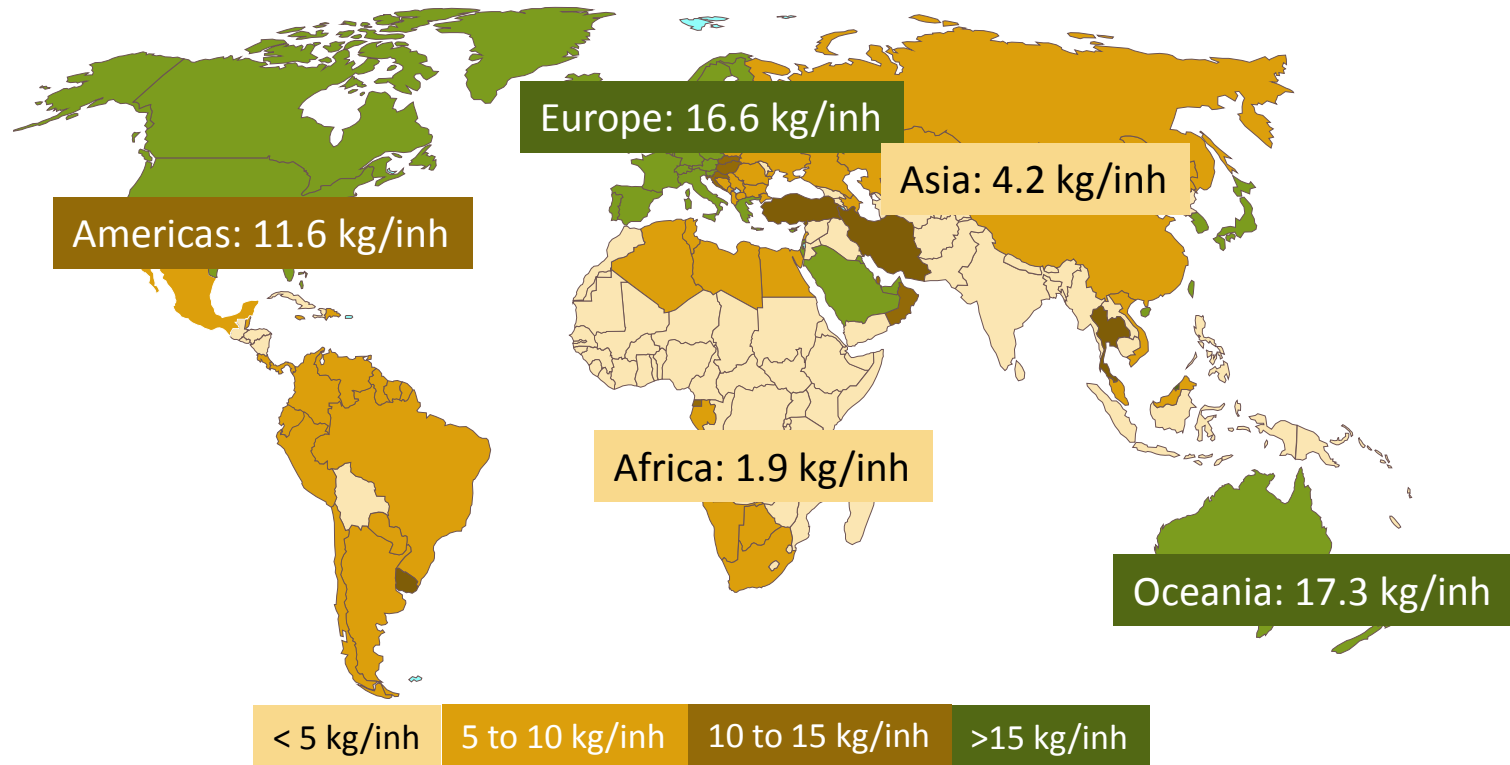 Europe: 16.6 kg/inh
Asia: 4.2 kg/inh
Americas: 11.6 kg/inh
Africa: 1.9 kg/inh
Oceania: 17.3 kg/inh
< 5 kg/inh
5 to 10 kg/inh
10 to 15 kg/inh
>15 kg/inh